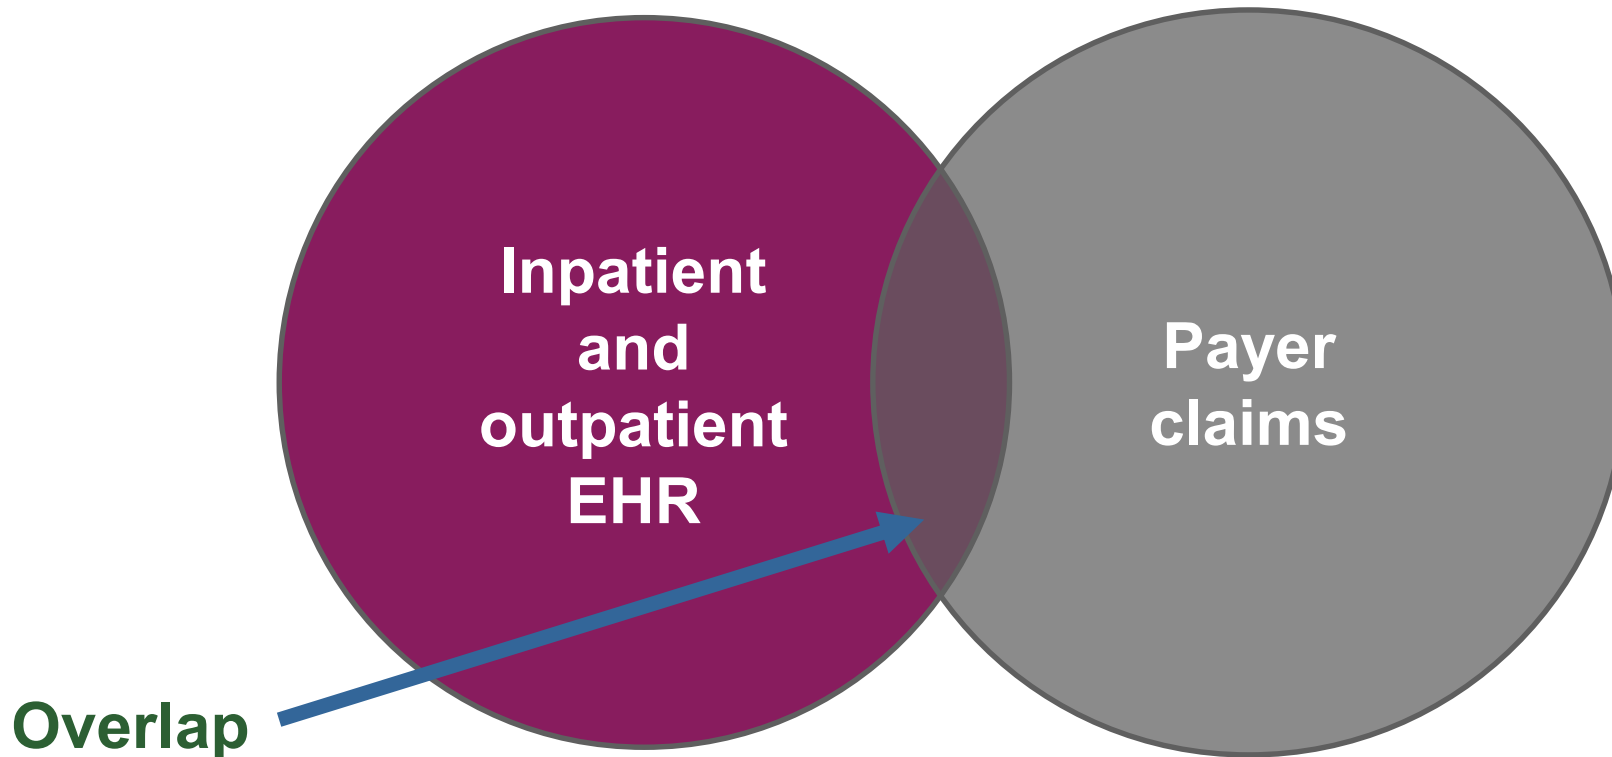 Inpatient
and
outpatient
EHR
Payer
claims
Overlap